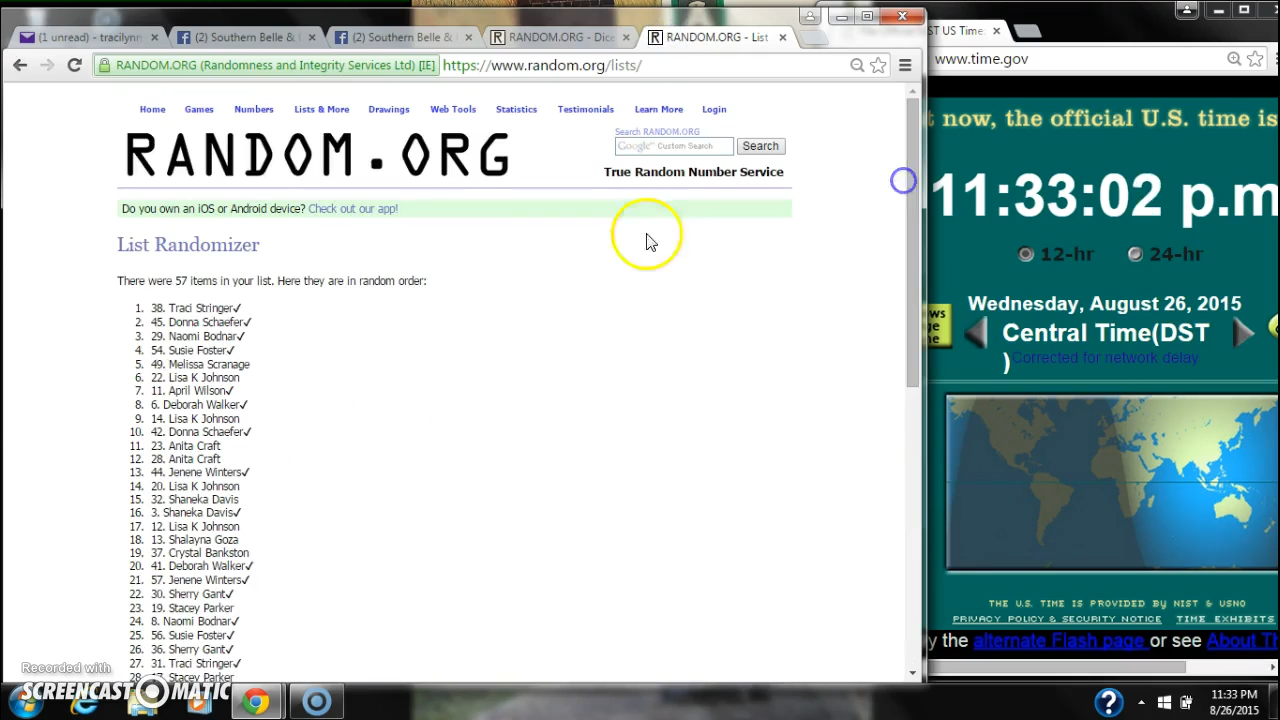 (1 unread) - tracilynn
(2) Southern Belle &
(2) Southern Belle &
RANDOM.ORG - Dice
RANDOM.ORG - List
RANDOM.ORG (Randomness and Integrity Services Ltd) [IE]
https://www.random.org/lists/
Home Games Numbers Lists & More Drawings Web Tools Statistics Testimonials Learn More Login
RANDOM.ORG
Search RANDOM.ORG
Google™ Custom Search
Search
True Random Number Service
Do you own an iOS or Android device? Check out our app!
List Randomizer
There were 57 items in your list. Here they are in random order:
1. 38. Traci Stringer✓
2. 45. Donna Schaefer✓
3. 29. Naomi Bodnar✓
4. 54. Susie Foster✓
5. 49. Melissa Scranage
6. 22. Lisa K Johnson
7. 11. April Wilson✓
8. 6. Deborah Walker✓
9. 14. Lisa K Johnson
10. 42. Donna Schaefer✓
11. 23. Anita Craft
12. 28. Anita Craft
13. 44. Jenene Winters✓
14. 20. Lisa K Johnson
15. 32. Shaneka Davis
16. 3. Shaneka Davis✓
17. 12. Lisa K Johnson
18. 13. Shalayna Goza
19. 37. Crystal Bankston
20. 41. Deborah Walker✓
21. 57. Jenene Winters✓
22. 30. Sherry Gant✓
23. 19. Stacey Parker
24. 8. Naomi Bodnar✓
25. 56. Susie Foster✓
26. 36. Sherry Gant✓
27. 31. Traci Stringer✓
28. Stacey Parker
Recorded with
SCREENCAST MATIC
ST US Time:
www.time.gov
t now, the official U.S. time is
11:33:02 p.m
12-hr 24-hr
Wednesday, August 26, 2015
Central Time(DST
)
Corrected for network delay
THE U.S. TIME IS PROVIDED BY NIST & USNO
PRIVACY POLICY & SECURITY NOTICE TIME EXHIBITS
y the alternate Flash page or see About Th
11:33 PM
8/26/2015